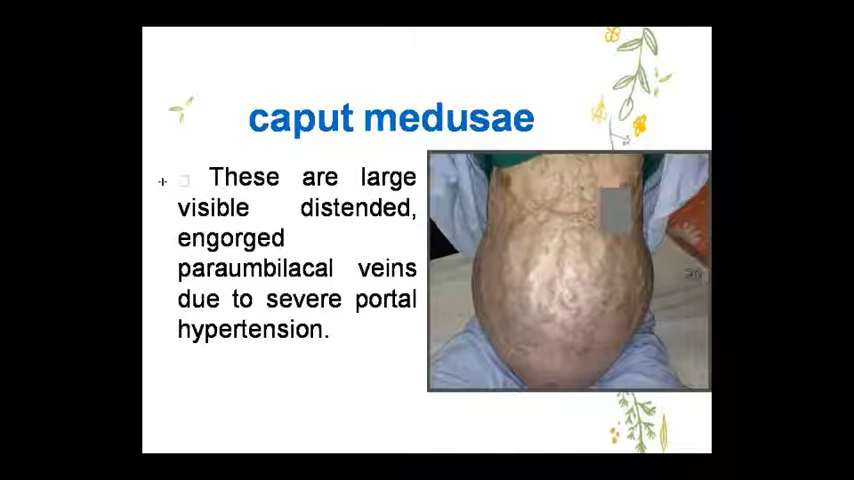 caput medusae
These are large
visible distended,
engorged
paraumbilacal veins
due to severe portal
hypertension.